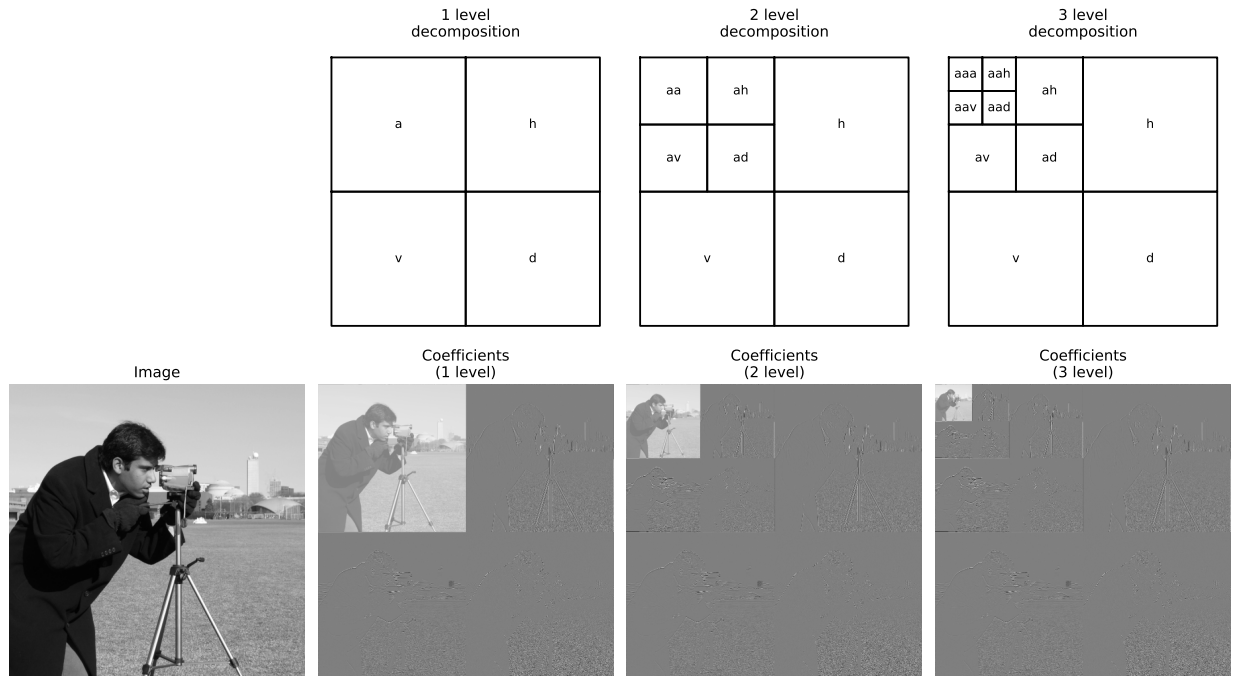 1 level
decomposition
2 level
decomposition
3 level
decomposition
a
h
v
d
aa
ah
av
ad
h
v
d
aaa
aah
aav
aad
ah
av
ad
h
v
d
Image
Coefficients
(1 level)
Coefficients
(2 level)
Coefficients
(3 level)